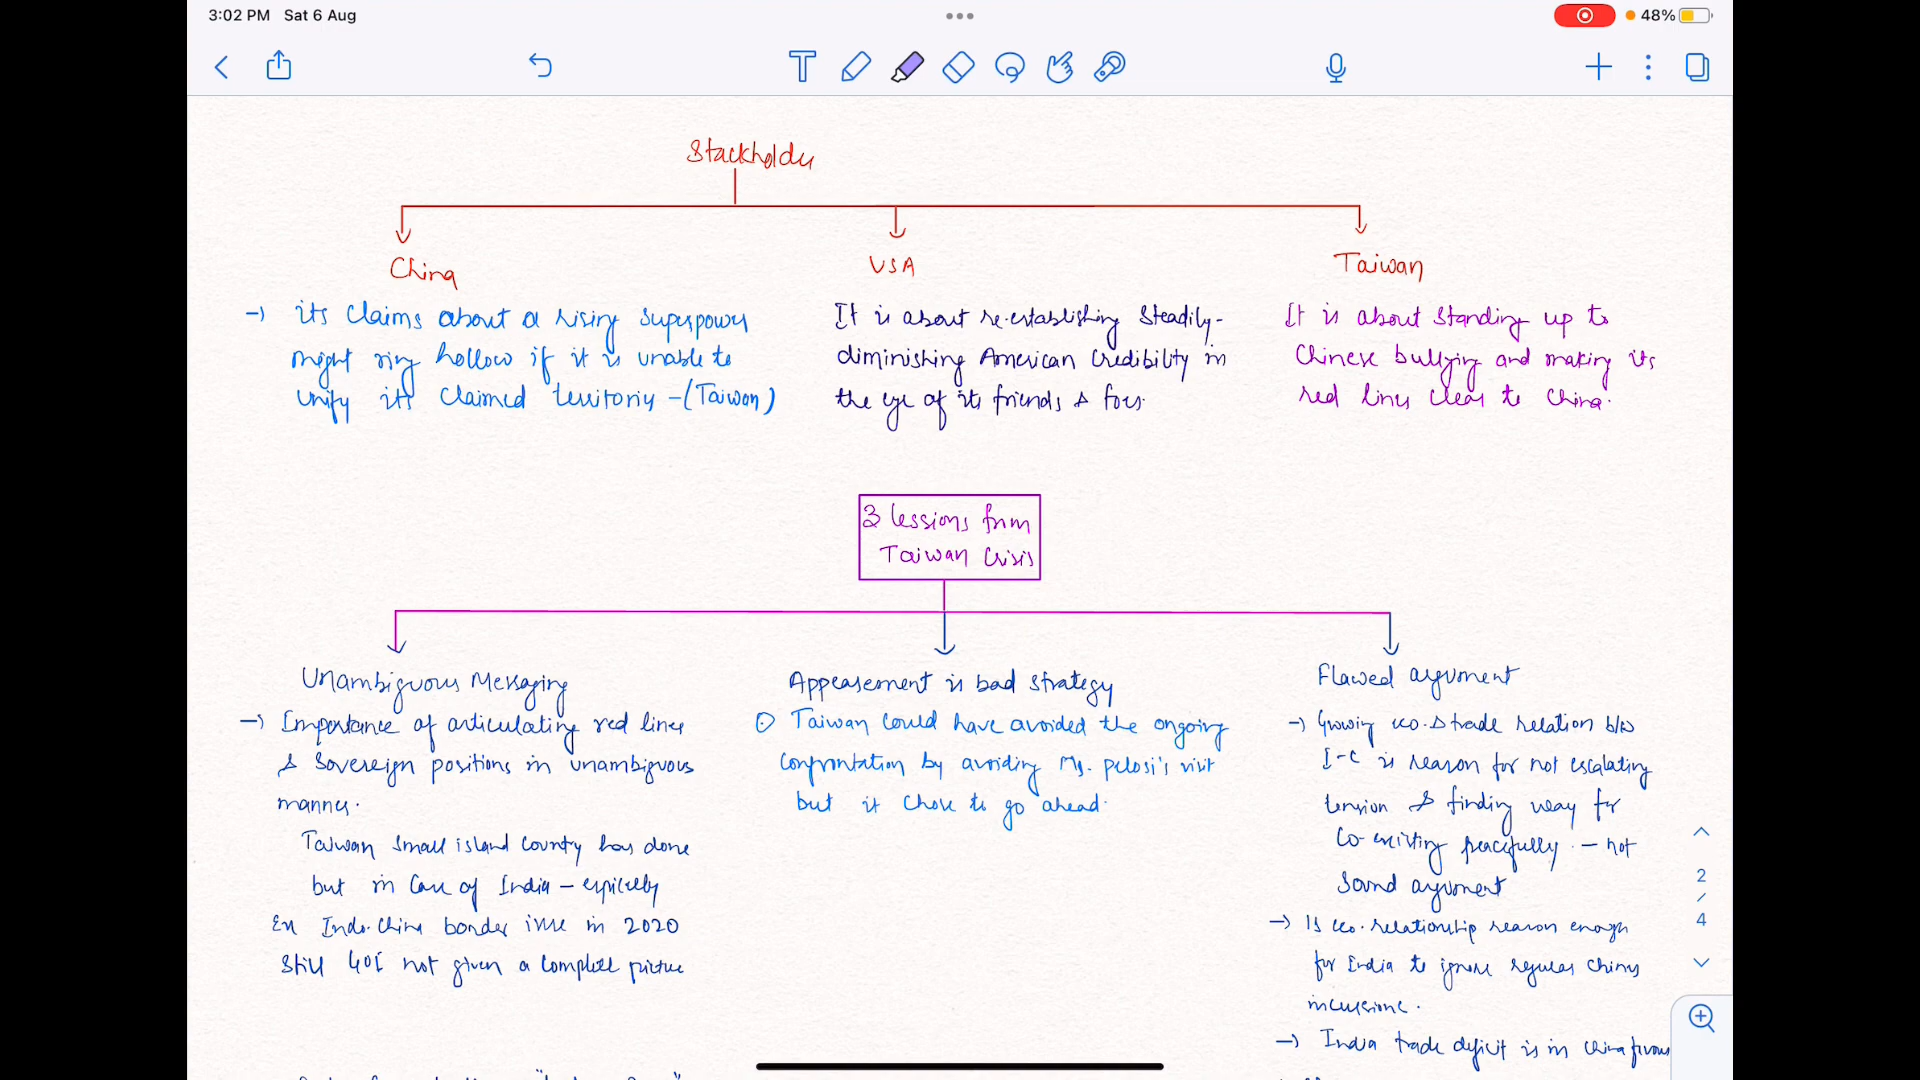 3:02 PM Sat 6 Aug
48%
Stackholder
China
USA
Taiwan
→ its claims about a rising superpower
might ring hollow if it is unable to
unify its claimed territoriy - (Taiwan)
It is about re-establishing steadily-
diminishing American credibility in
the eye of its friends & foes.
It is about standing up to
Chinese bullying and making its
red lines clear to China.
3 lessions from
Taiwan Crisis
Unambiguous Messaging
→ Importance of articulating red lines
& sovereign positions in unambiguous
manner.
Taiwan small island county has done
but in case of India -
Ex Indo-China border issue in 2020
still GOI not given a complete picture
Appeasement is bad strategy
Taiwan could have avoided the ongoing
confrontation by avoiding Ms. pelosi's visit
but it chose to go ahead.
Flawed argument
→ Growing eco. & trade relation b/w
I-C is reason for not escalating
tension & finding way for
co-existing peacefully. - not
sound argument
→ Is eco. relationship reason enough
for India to ignore regular chines
incursions.
→ India trade deficit is in china favour
2
/
4